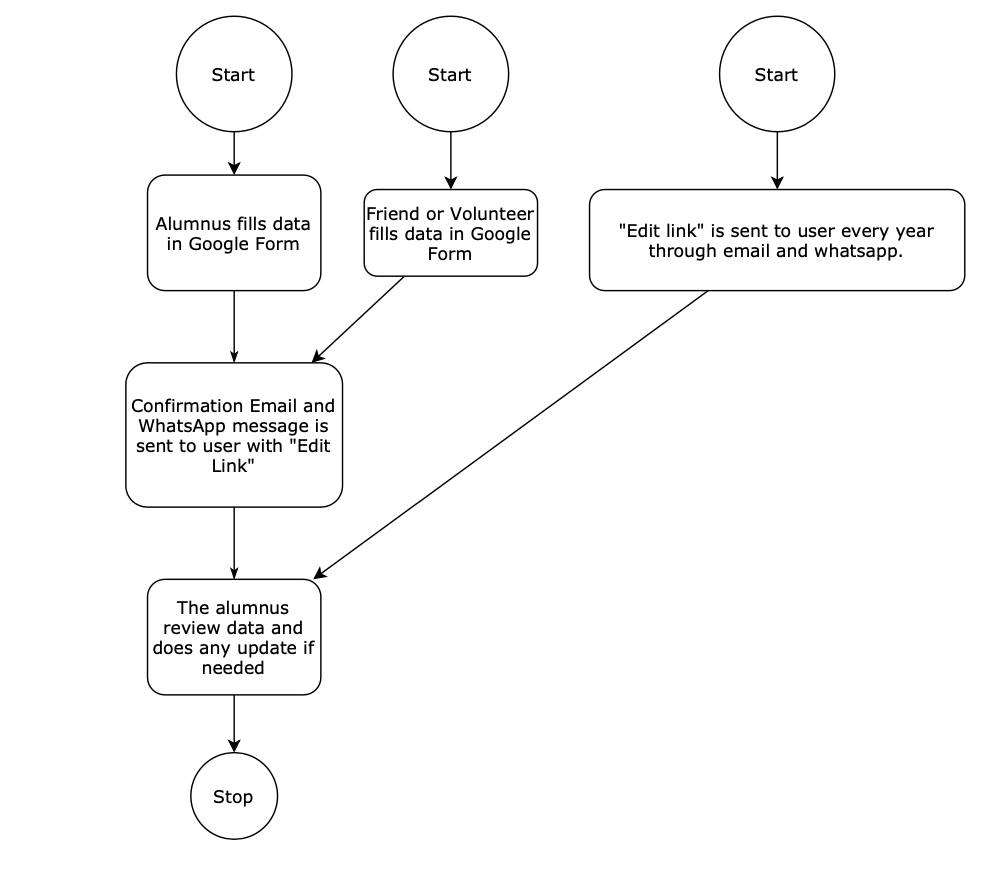 Start
Start
Start
Alumnus fills data
in Google Form
Friend or Volunteer
fills data in Google
Form
"Edit link" is sent to user every year
through email and whatsapp.
Confirmation Email and
WhatsApp message is
sent to user with "Edit
Link"
The alumnus
review data and
does any update if
needed
Stop